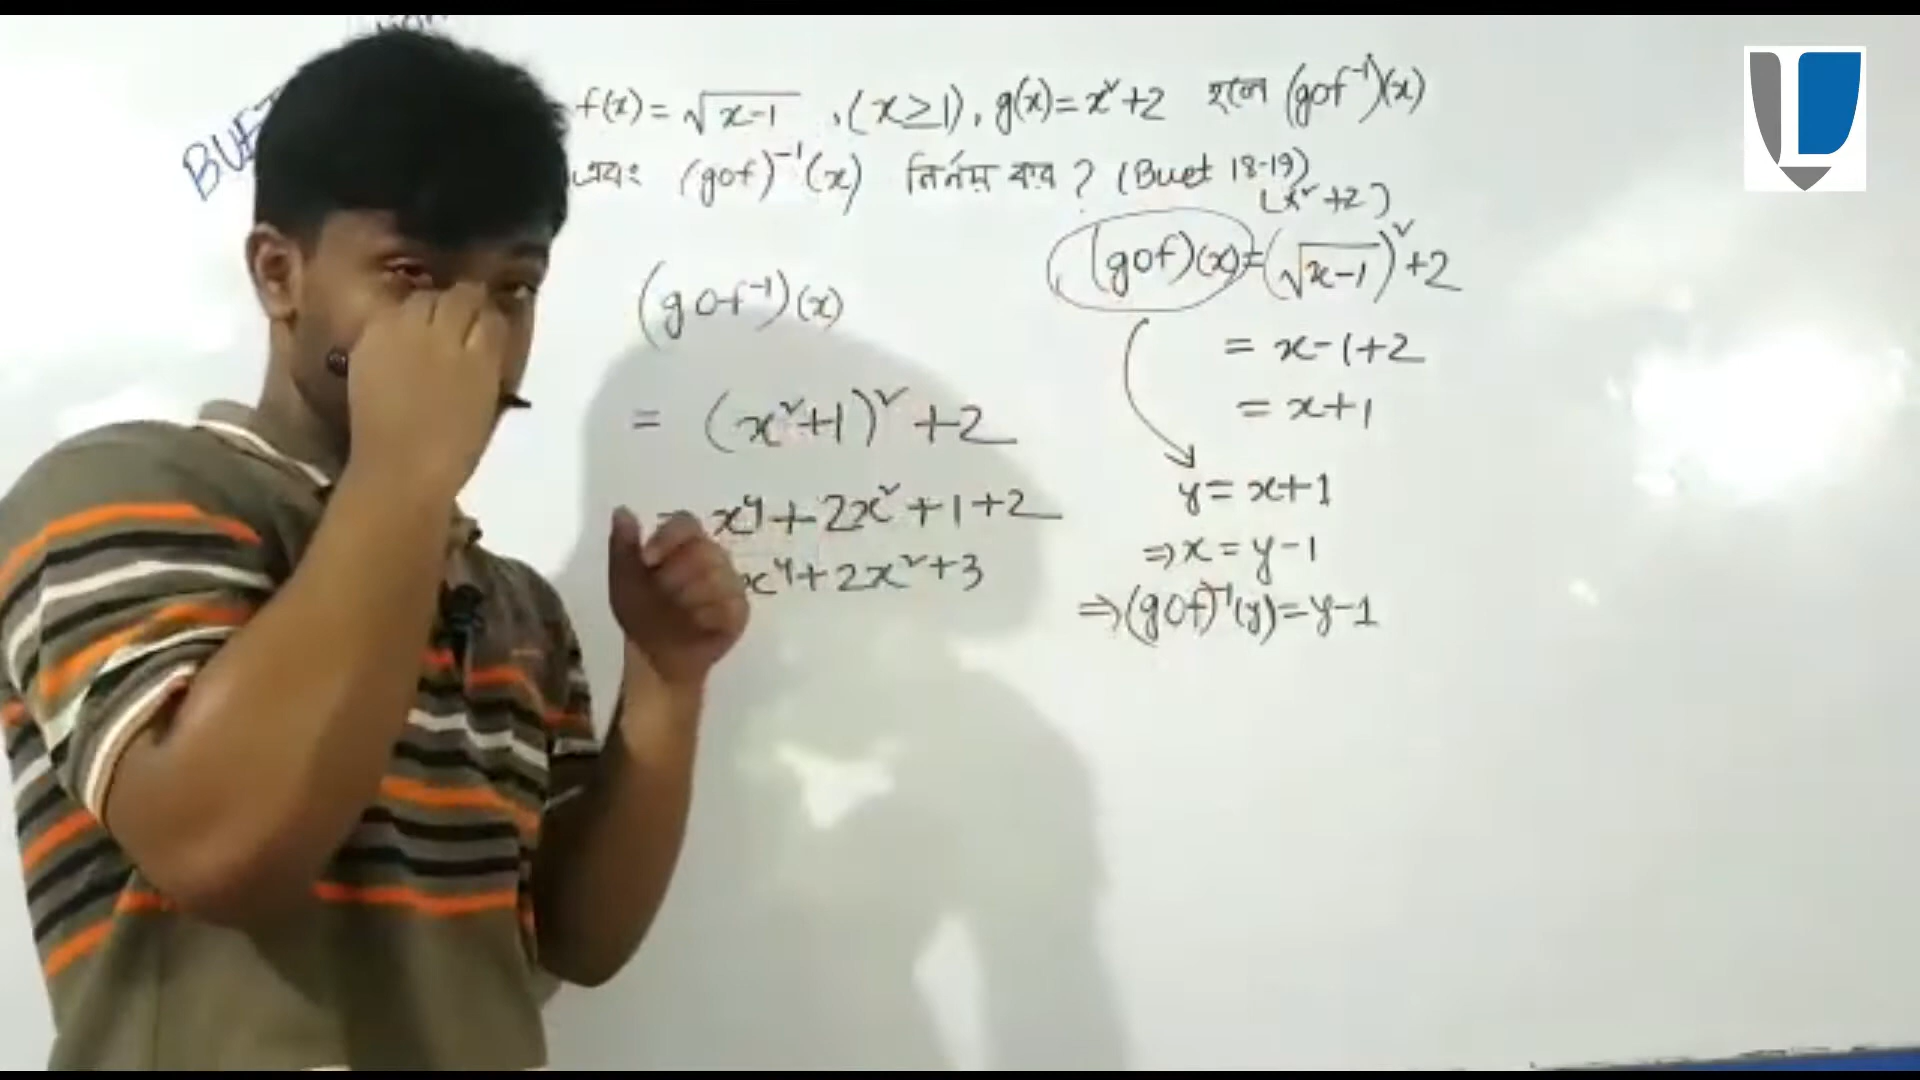 BUET
f(x) = √x-1 , (x≥1), g(x) = x²+2 হলে (gof⁻¹)(x)
এবং (gof)⁻¹(x) নির্ণয় কর ? (Buet 18-19)
(x²+2)
(gof)(x) = (√x-1)²+2
= x-1+2
= x+1
y = x+1
⇒ x = y-1
⇒ (gof)⁻¹(y) = y-1
(gof⁻¹)(x)
= (x²+1)²+2
= x⁴+2x²+1+2
x⁴+2x²+3